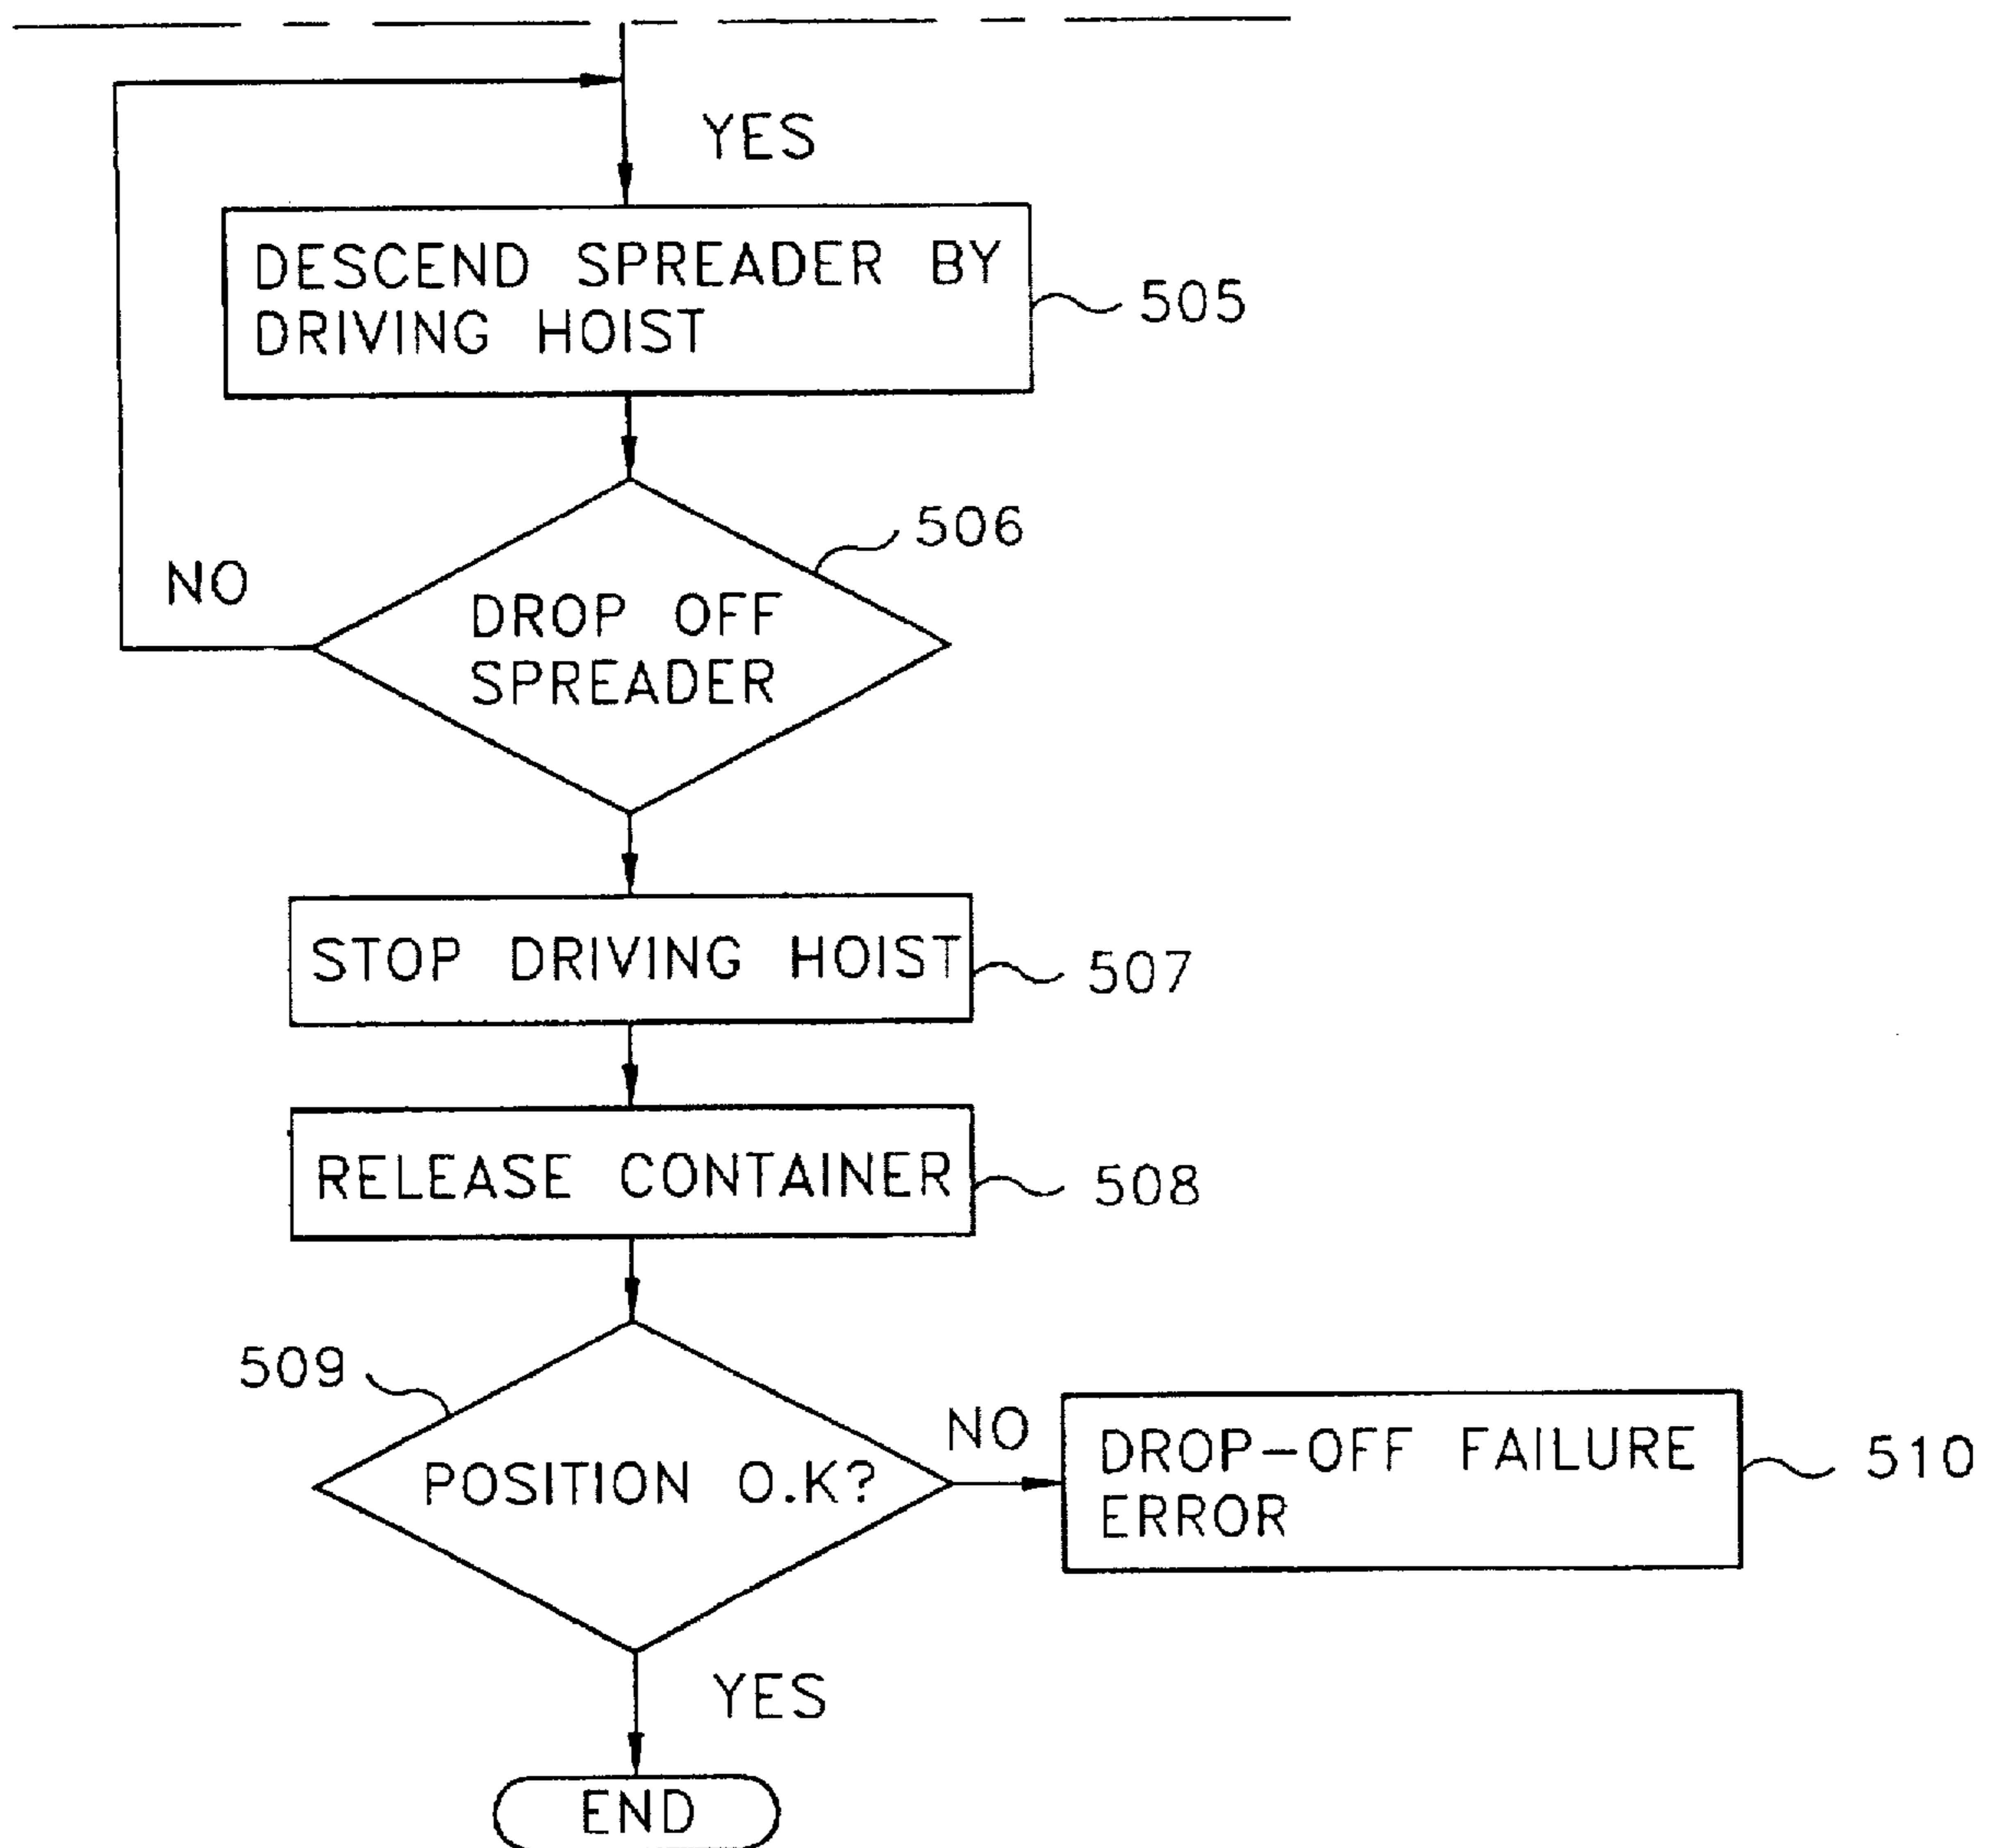 YES
DESCEND SPREADER BY
DRIVING HOIST
505
506
NO
DROP OFF
SPREADER
STOP DRIVING HOIST
507
RELEASE CONTAINER
508
509
POSITION O.K?
NO
DROP-OFF FAILURE
ERROR
510
YES
END